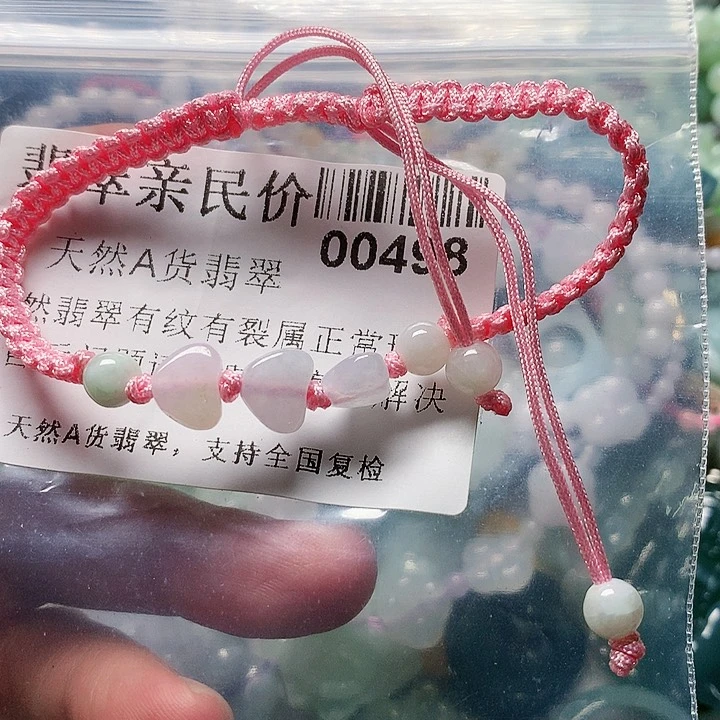 翡翠亲民价
00498
天然A货翡翠
然翡翠有纹有裂属正常
解决
天然A货翡翠，支持全国复检